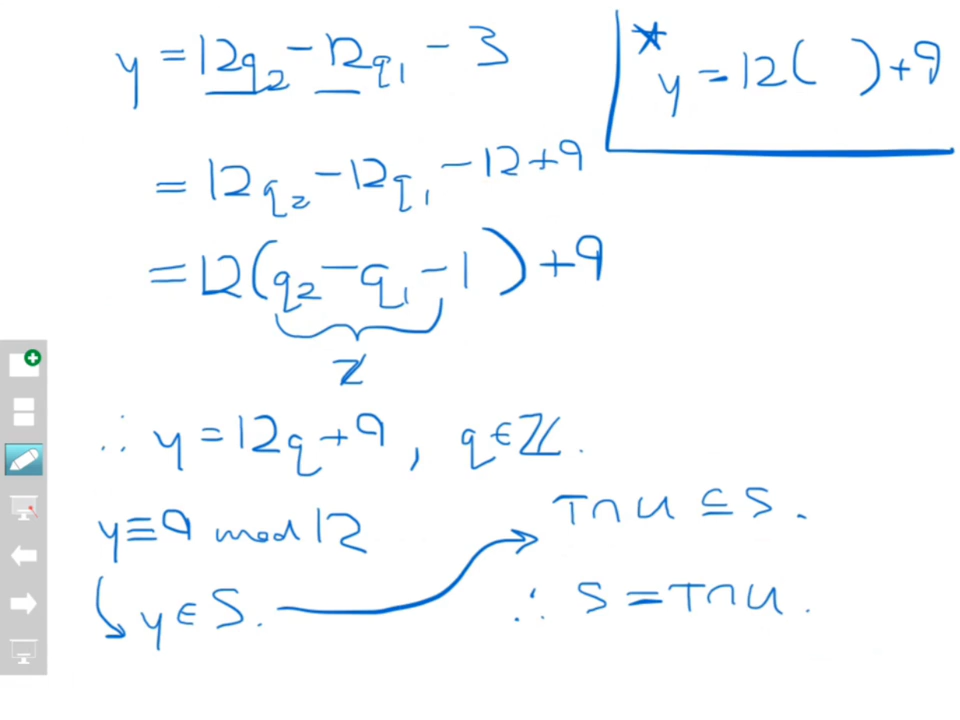 y = 12q₂ - 12q₁ - 3
* y = 12( ) + 9
= 12q₂ - 12q₁ - 12 + 9
= 12(q₂ - q₁ - 1) + 9
ℤ
∴ y = 12q + 9, q ∈ ℤ.
y ≡ 9 mod 12
T ∩ U ⊆ S.
y ∈ S.
∴ S = T ∩ U.